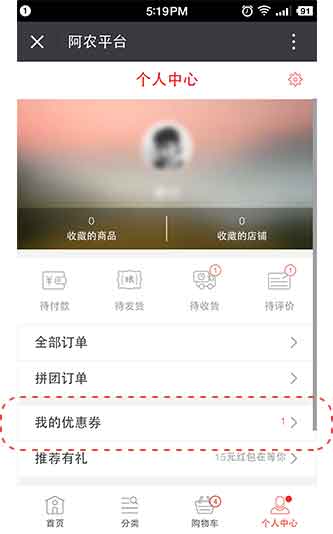 1
5:19PM
91
阿农平台
个人中心
0
收藏的商品
0
收藏的店铺
待付款
待发货
1
待收货
1
待评价
全部订单
拼团订单
我的优惠券 1
推荐有礼 15元红包在等你
首页
分类
4
购物车
个人中心